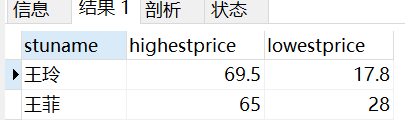 信息 结果 1 剖析 状态
stuname highestprice lowestprice
王玲 69.5 17.8
王菲 65 28